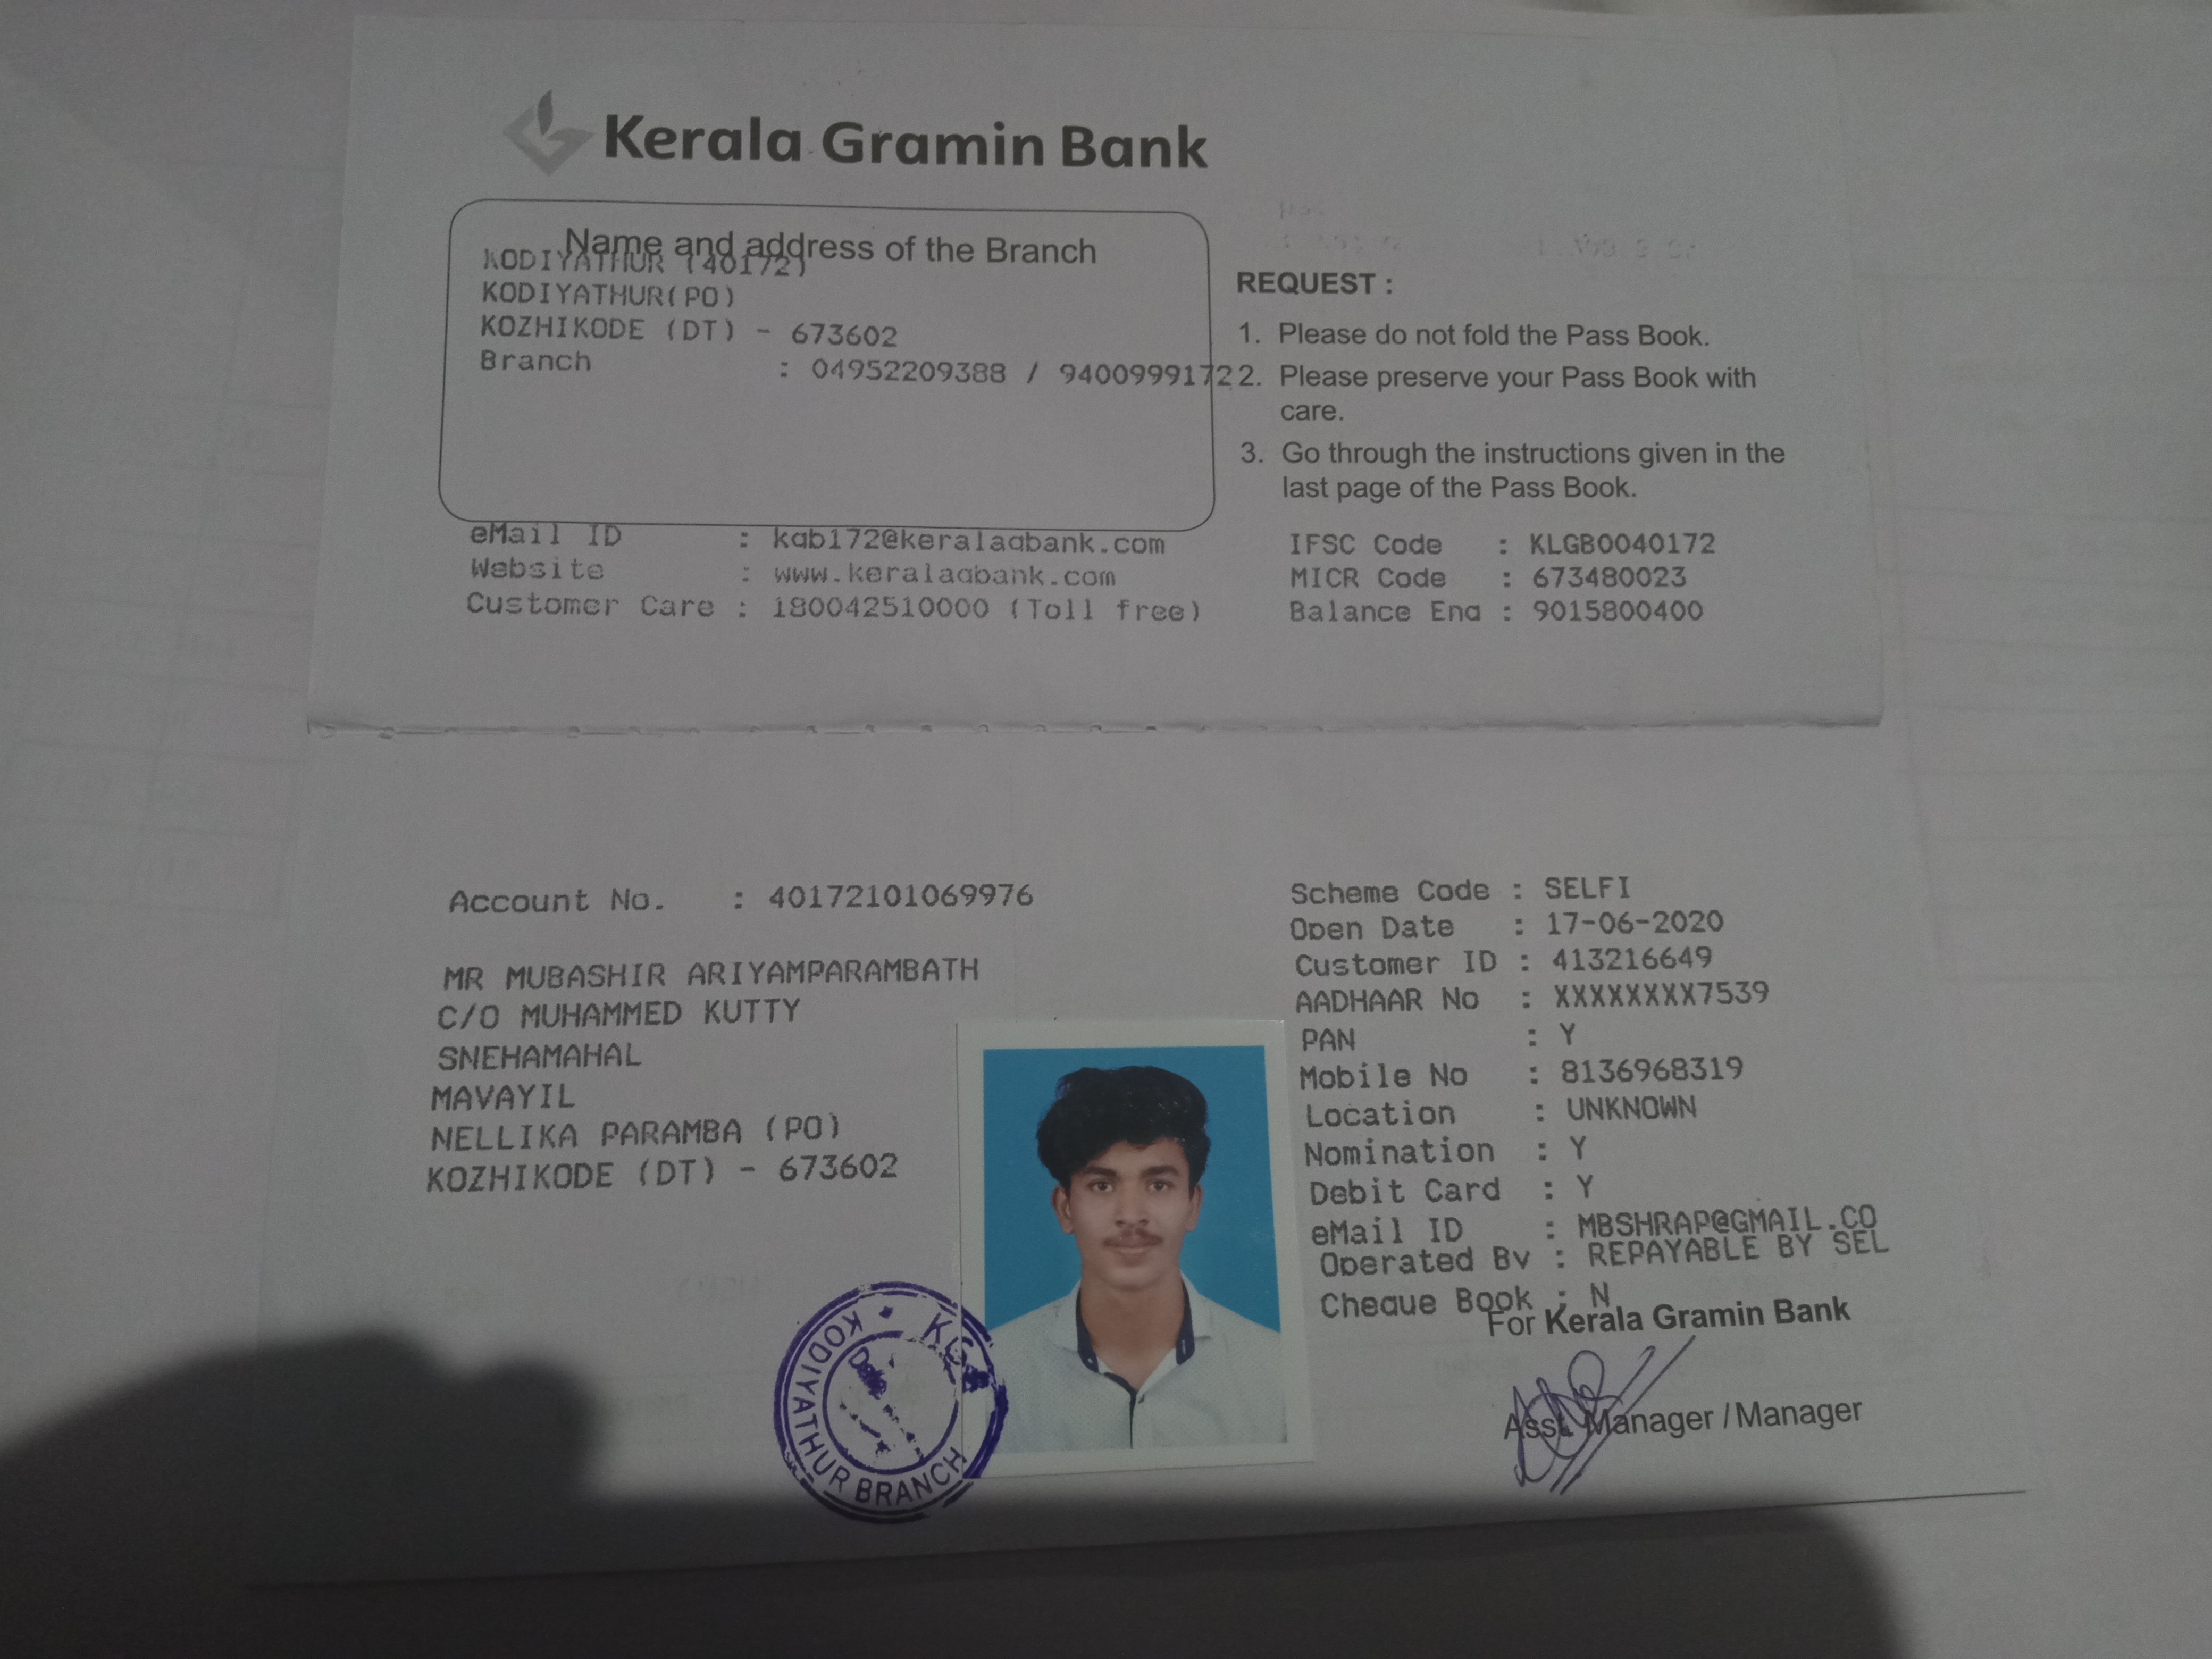 Kerala Gramin Bank
Name and address of the Branch
KODIYATHUR (40172)
KODIYATHUR(PO)
KOZHIKODE (DT) - 673602
Branch : 04952209388 / 9400999172
REQUEST :
1. Please do not fold the Pass Book.
2. Please preserve your Pass Book with
care.
3. Go through the instructions given in the
last page of the Pass Book.
eMail ID : kgb172@keralagbank.com
Website : www.keralagbank.com
Customer Care : 180042510000 (Toll free)
IFSC Code : KLGB0040172
MICR Code : 673480023
Balance Enq : 9015800400
Account No. : 40172101069976
MR MUBASHIR ARIYAMPARAMBATH
C/O MUHAMMED KUTTY
SNEHAMAHAL
MAVAYIL
NELLIKA PARAMBA (PO)
KOZHIKODE (DT) - 673602
Scheme Code : SELFI
Open Date : 17-06-2020
Customer ID : 413216649
AADHAAR No : XXXXXXXX7539
PAN : Y
Mobile No : 8136968319
Location : UNKNOWN
Nomination : Y
Debit Card : Y
eMail ID : MBSHRAP@GMAIL.CO
Operated By : REPAYABLE BY SEL
Cheque Book : N
For Kerala Gramin Bank
Asst. Manager / Manager
KODIYATHUR BRANCH